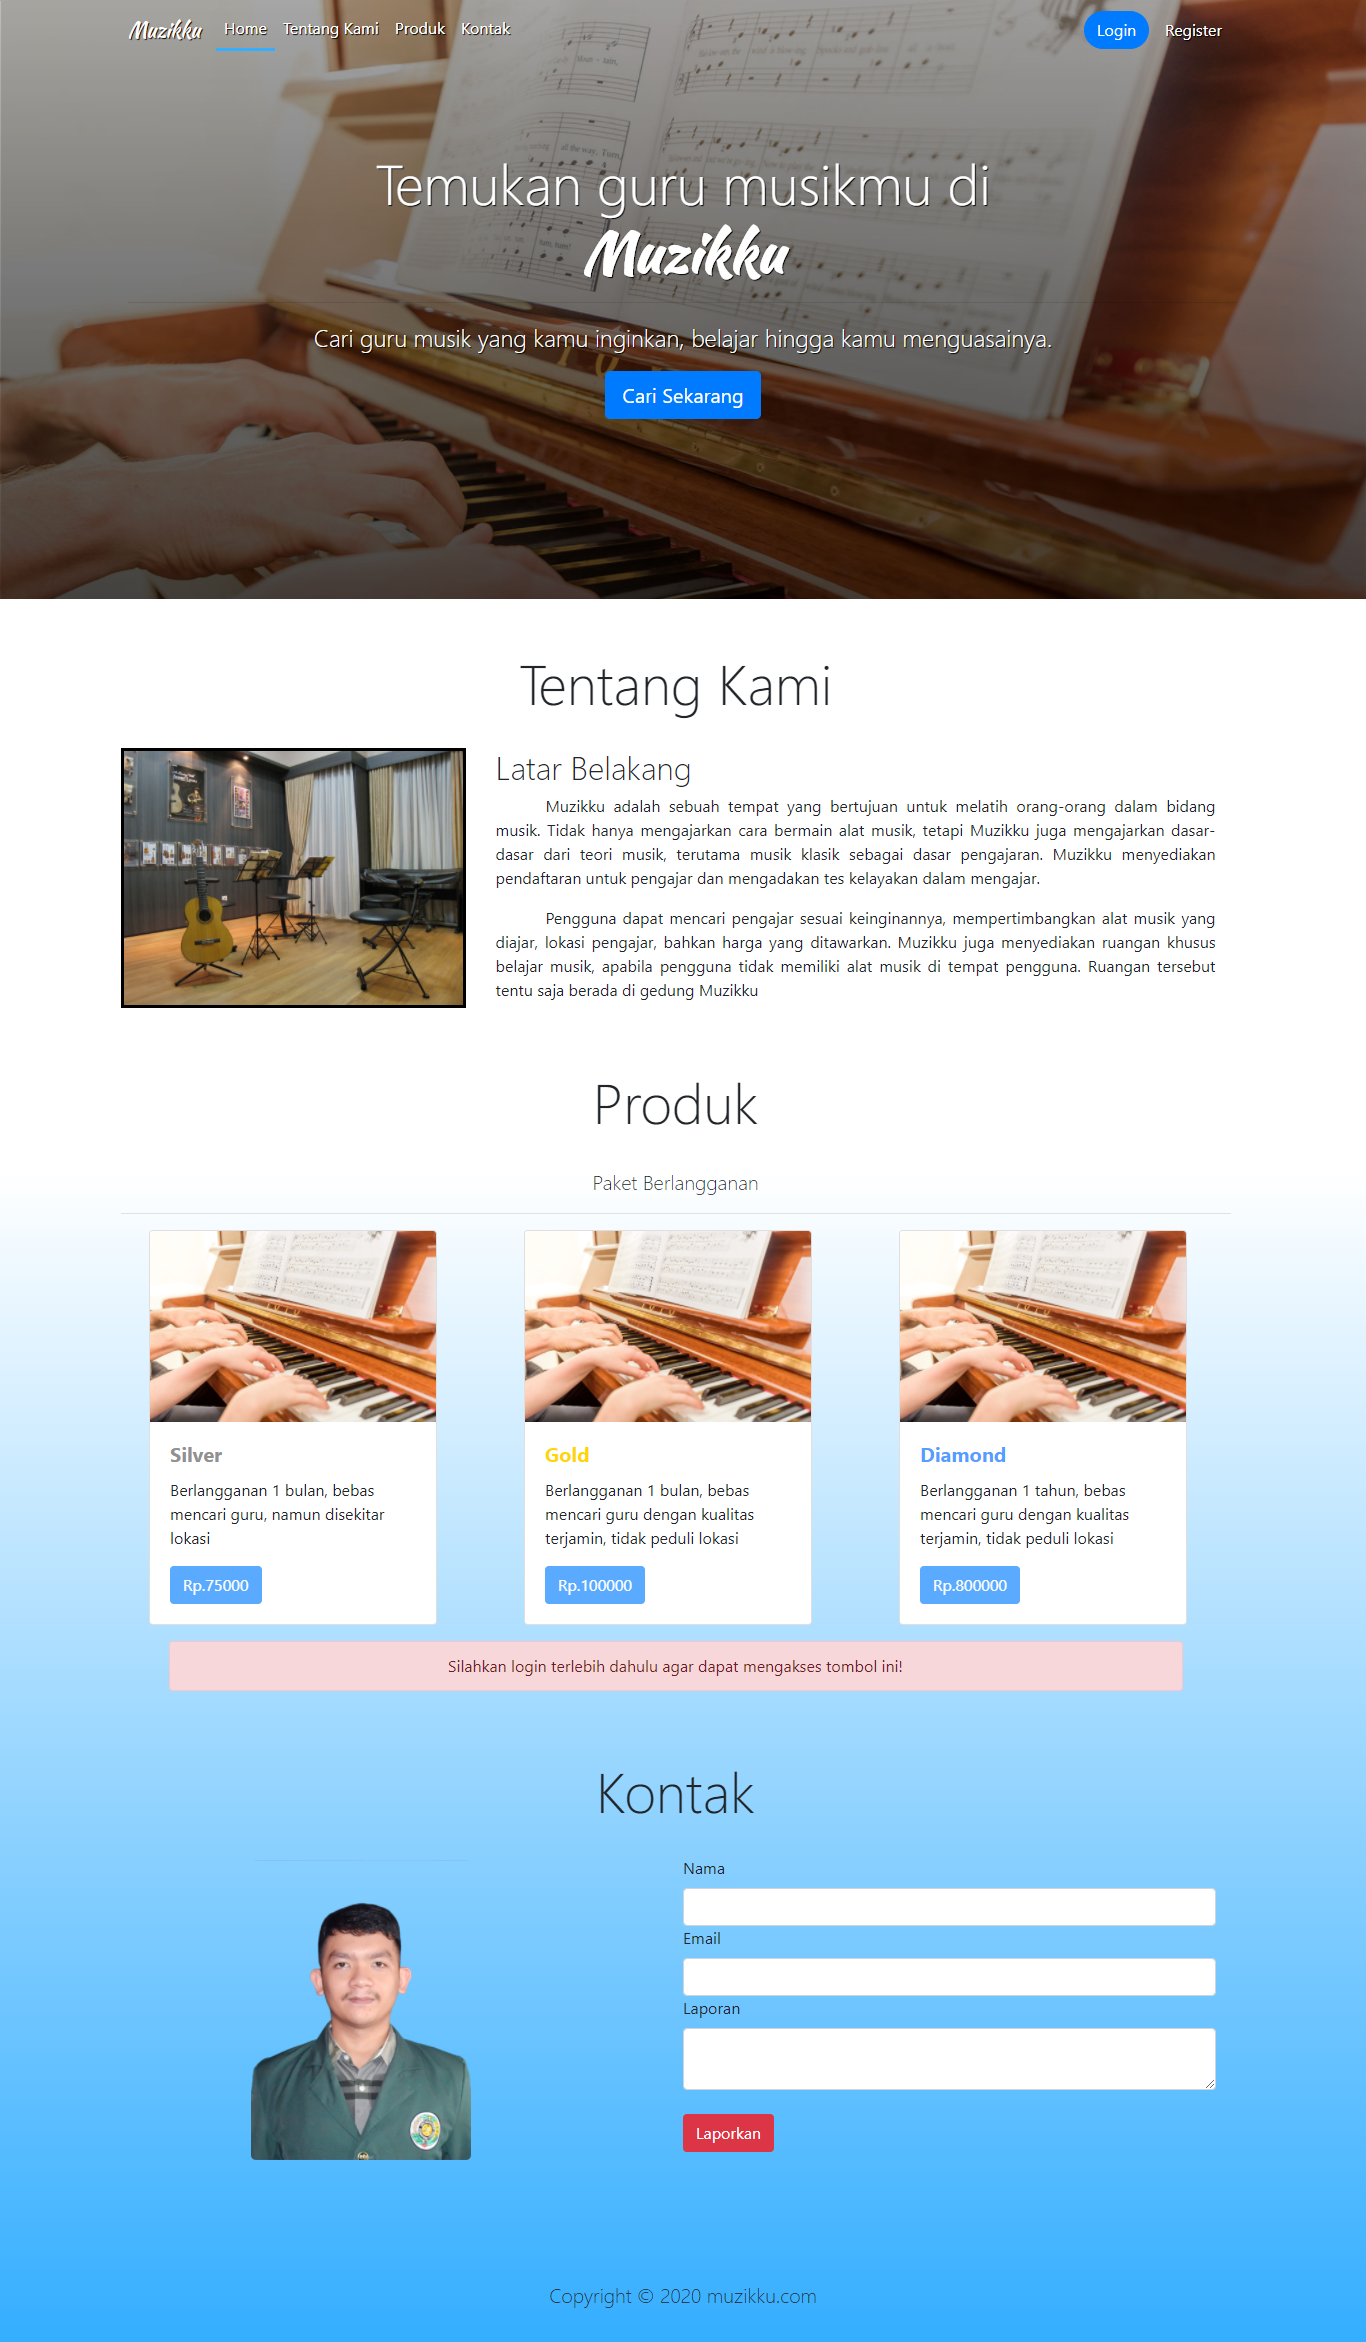 Muzikku Home Tentang Kami Produk Kontak Login Register
Temukan guru musikmu di
Muzikku
Cari guru musik yang kamu inginkan, belajar hingga kamu menguasainya.
Cari Sekarang
Tentang Kami
Latar Belakang
Muzikku adalah sebuah tempat yang bertujuan untuk melatih orang-orang dalam bidang
musik. Tidak hanya mengajarkan cara bermain alat musik, tetapi Muzikku juga mengajarkan dasar-
dasar dari teori musik, terutama musik klasik sebagai dasar pengajaran. Muzikku menyediakan
pendaftaran untuk pengajar dan mengadakan tes kelayakan dalam mengajar.
Pengguna dapat mencari pengajar sesuai keinginannya, mempertimbangkan alat musik yang
diajar, lokasi pengajar, bahkan harga yang ditawarkan. Muzikku juga menyediakan ruangan khusus
belajar musik, apabila pengguna tidak memiliki alat musik di tempat pengguna. Ruangan tersebut
tentu saja berada di gedung Muzikku
Produk
Paket Berlangganan
Silver
Berlangganan 1 bulan, bebas
mencari guru, namun disekitar
lokasi
Rp.75000
Gold
Berlangganan 1 bulan, bebas
mencari guru dengan kualitas
terjamin, tidak peduli lokasi
Rp.100000
Diamond
Berlangganan 1 tahun, bebas
mencari guru dengan kualitas
terjamin, tidak peduli lokasi
Rp.800000
Silahkan login terlebih dahulu agar dapat mengakses tombol ini!
Kontak
Nama
Email
Laporan
Laporkan
Copyright © 2020 muzikku.com